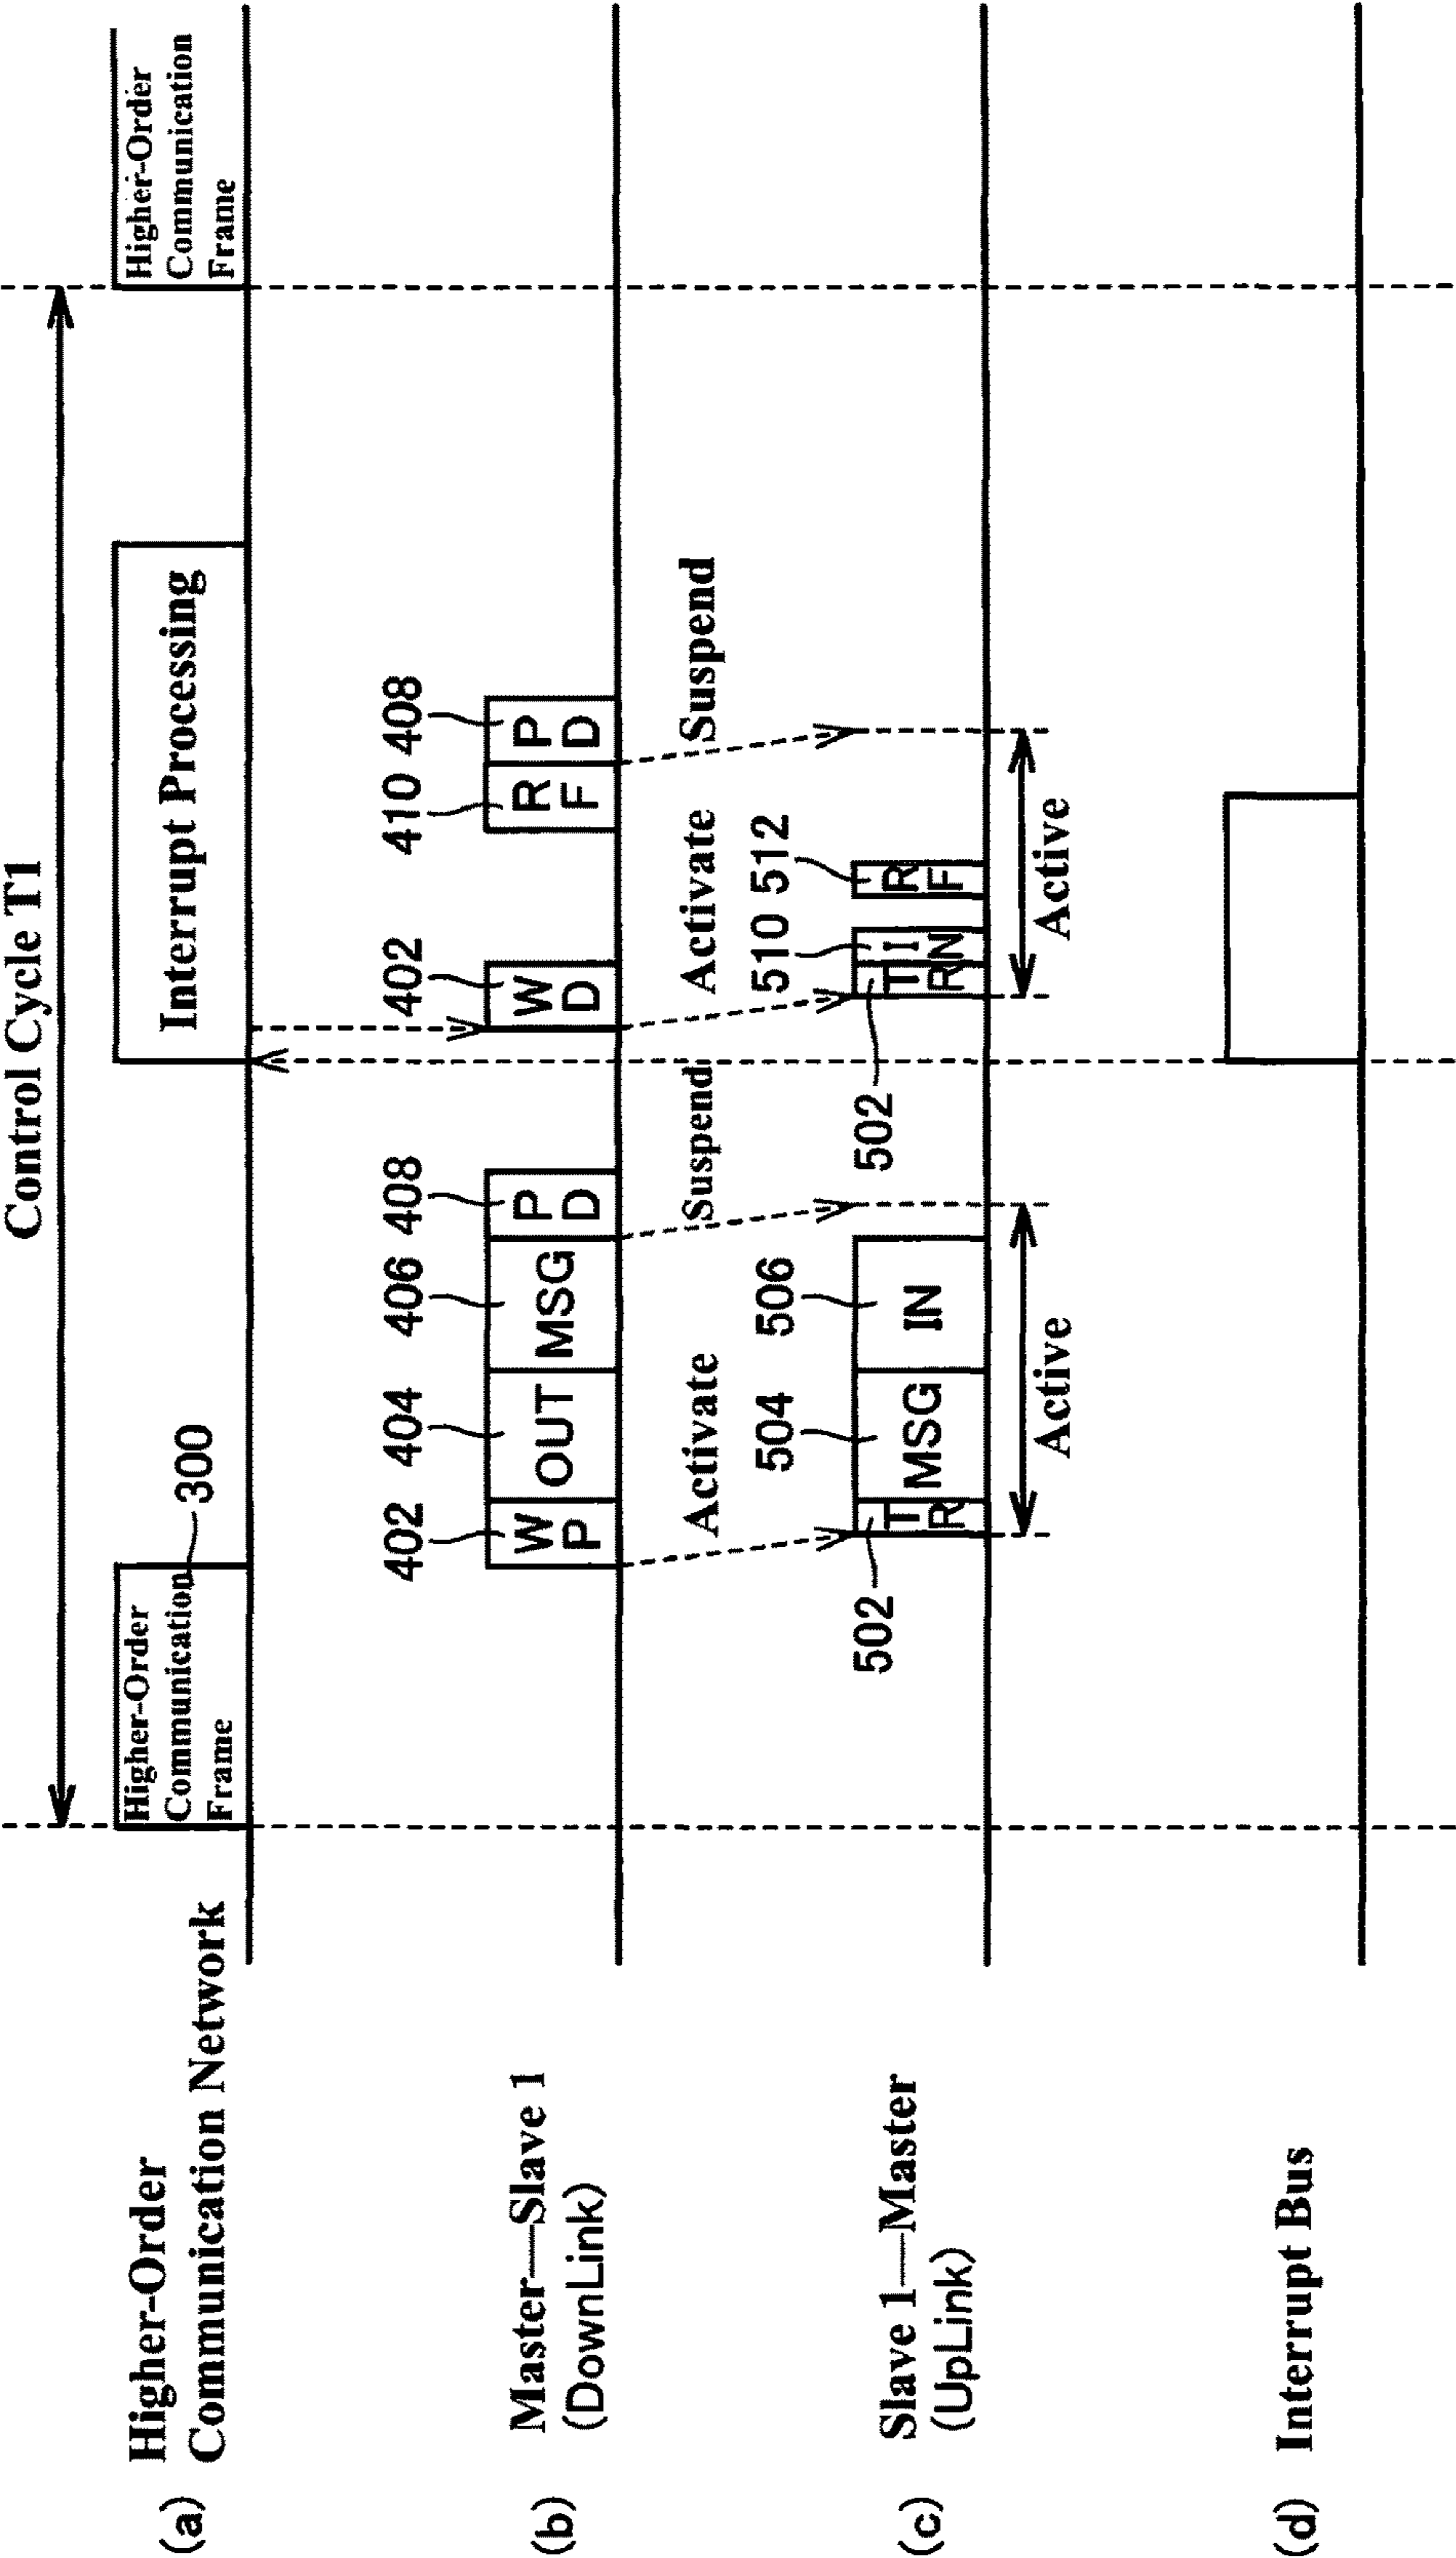 Control Cycle T1
(a) Higher-Order
Communication Network
Higher-Order
Communication
Frame
300
Interrupt Processing
Higher-Order
Communication
Frame
(b) Master—Slave 1
(DownLink)
402
404
406
408
402
410
408
W
P
OUT
MSG
P
D
W
D
R
F
P
D
Activate
Suspend
Activate
Suspend
(c) Slave 1—Master
(UpLink)
502
504
506
502
510
512
T
R
MSG
IN
T
R
I
N
R
F
Active
Active
(d) Interrupt Bus